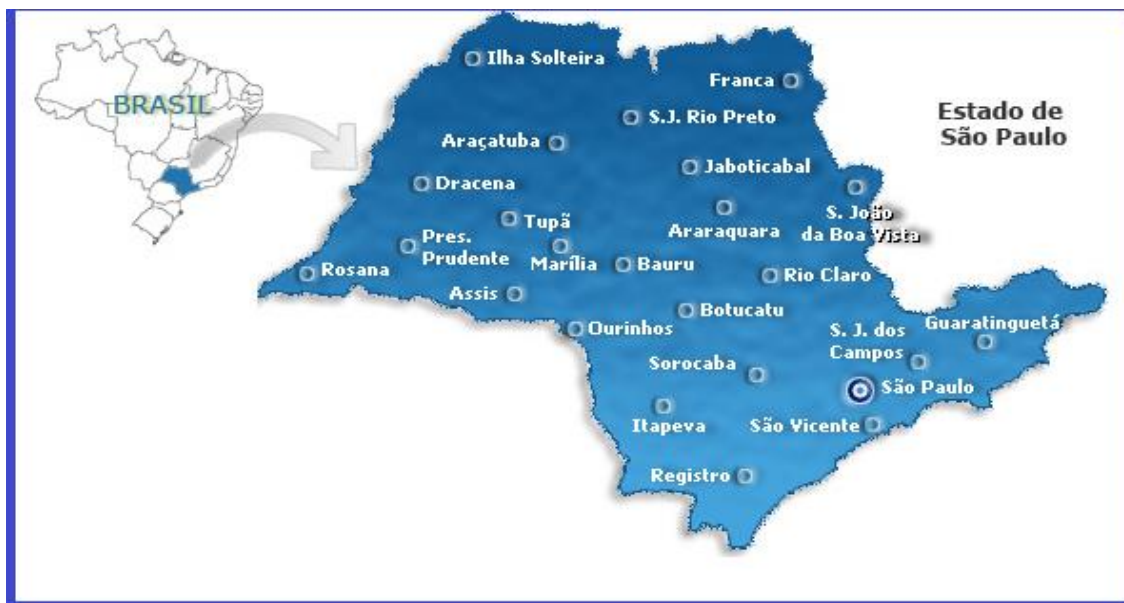 BRASIL
Ilha Solteira
Franca
Estado de
São Paulo
S.J. Rio Preto
Araçatuba
Jaboticabal
Dracena
S. João
da Boa Vista
Tupã
Araraquara
Pres.
Prudente
Marília
Bauru
Rosana
Rio Claro
Assis
Botucatu
Guaratinguetá
Ourinhos
S. J. dos
Campos
Sorocaba
São Paulo
Itapeva
São Vicente
Registro